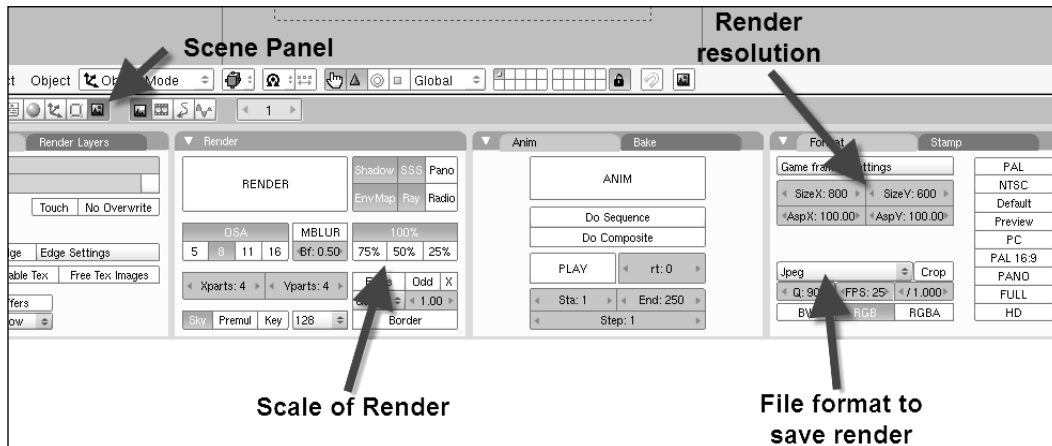 Scene Panel
Render
resolution
ct Object Object Mode Global
1
Render Layers
Touch No Overwrite
Edge Settings
Free Tex Images
Render
RENDER
Shadow SSS Pano
EnvMap Ray Radio
OSA MBLUR 100%
5 8 11 16 Bf: 0.50 75% 50% 25%
Xparts: 4 Yparts: 4 Odd X
1.00
Sky Premul Key 128 Border
Anim Bake
ANIM
Do Sequence
Do Composite
PLAY rt: 0
Sta: 1 End: 250
Step: 1
Format Stamp
Game frame settings
SizeX: 800 SizeY: 600
AspX: 100.00 AspY: 100.00
Jpeg Crop
Q: 90 FPS: 25 / 1.000
BW RGB RGBA
PAL
NTSC
Default
Preview
PC
PAL 16:9
PANO
FULL
HD
Scale of Render
File format to
save render